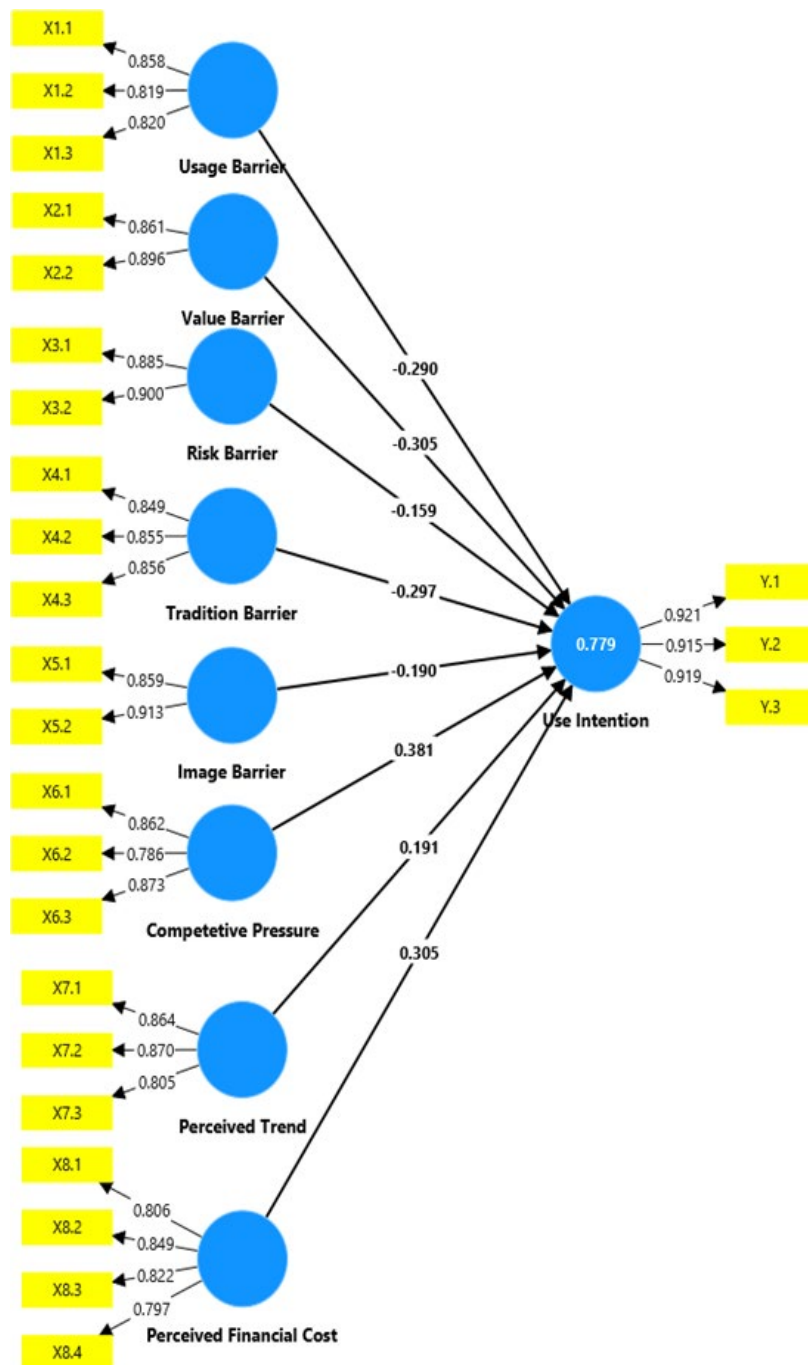 X1.1
0.858
X1.2
0.819
0.820
X1.3
Usage Barrier
X2.1
0.861
X2.2
0.896
Value Barrier
X3.1
0.885
X3.2
0.900
Risk Barrier
X4.1
0.849
X4.2
0.855
0.856
X4.3
Tradition Barrier
X5.1
0.859
X5.2
0.913
Image Barrier
X6.1
0.862
X6.2
0.786
0.873
X6.3
Competetive Pressure
X7.1
0.864
X7.2
0.870
0.805
X7.3
Perceived Trend
X8.1
0.806
X8.2
0.849
X8.3
0.822
0.797
X8.4
Perceived Financial Cost
-0.290
-0.305
-0.159
-0.297
-0.190
0.381
0.191
0.305
0.779
Use Intention
0.921
Y.1
0.915
Y.2
0.919
Y.3